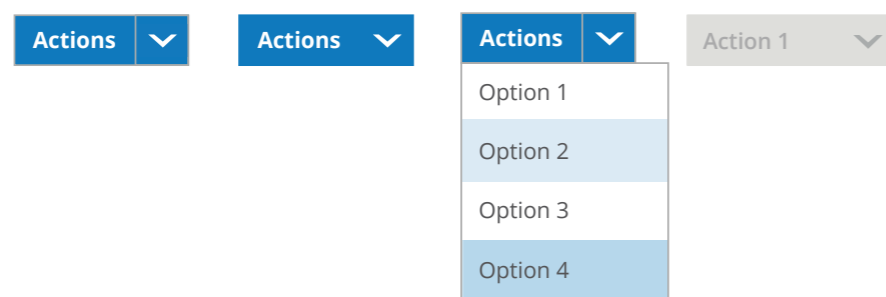 Actions
Actions
Actions
Action 1
Option 1
Option 2
Option 3
Option 4